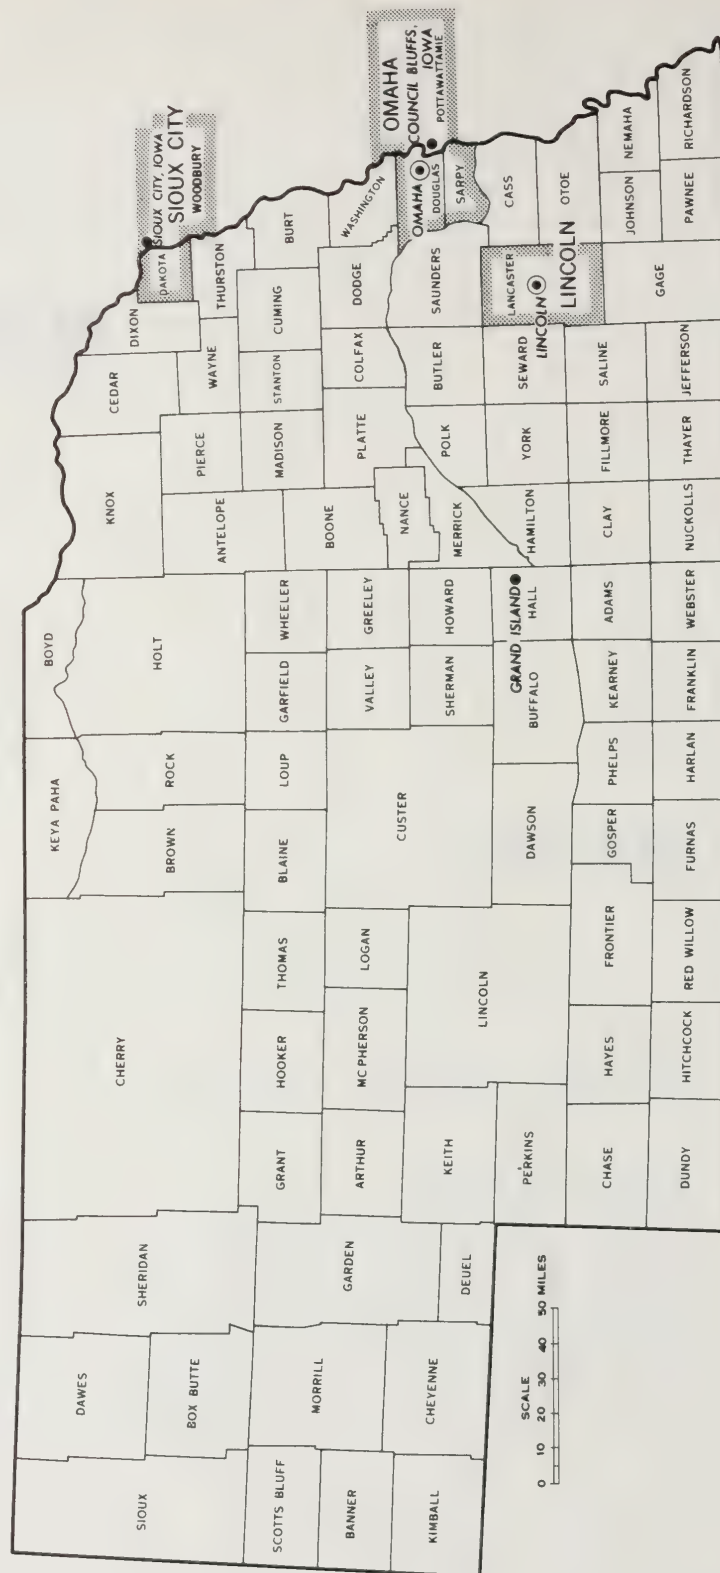 SIOUX CITY, IOWA
SIOUX CITY
WOODBURY
OMAHA
COUNCIL BLUFFS,
IOWA
POTTAWATTAMIE
SIOUX
DAWES
BOX BUTTE
SHERIDAN
CHERRY
KEYA PAHA
BOYD
BROWN
ROCK
HOLT
KNOX
CEDAR
DIXON
DAKOTA
ANTELOPE
PIERCE
WAYNE
THURSTON
SCOTTS BLUFF
MORRILL
GARDEN
GRANT
HOOKER
THOMAS
BLAINE
LOUP
GARFIELD
WHEELER
BOONE
MADISON
STANTON
CUMING
BURT
BANNER
ARTHUR
MC PHERSON
LOGAN
CUSTER
VALLEY
GREELEY
NANCE
PLATTE
COLFAX
DODGE
WASHINGTON
KIMBALL
CHEYENNE
DEUEL
KEITH
LINCOLN
SHERMAN
HOWARD
MERRICK
POLK
BUTLER
SAUNDERS
OMAHA
DOUGLAS
SARPY
PERKINS
DAWSON
BUFFALO
GRAND ISLAND
HALL
HAMILTON
YORK
SEWARD
LANCASTER
LINCOLN
LINCOLN
CASS
OTOE
CHASE
HAYES
FRONTIER
GOSPER
PHELPS
KEARNEY
ADAMS
CLAY
FILLMORE
SALINE
GAGE
JOHNSON
NEMAHA
DUNDY
HITCHCOCK
RED WILLOW
FURNAS
HARLAN
FRANKLIN
WEBSTER
NUCKOLLS
THAYER
JEFFERSON
PAWNEE
RICHARDSON
SCALE
0 10 20 30 40 50 MILES